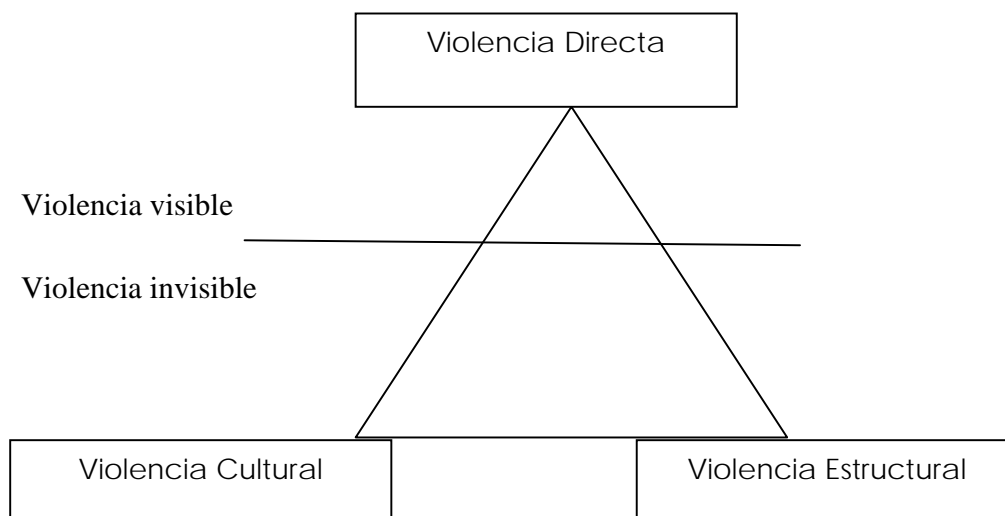 Violencia Directa
Violencia visible
Violencia invisible
Violencia Cultural
Violencia Estructural